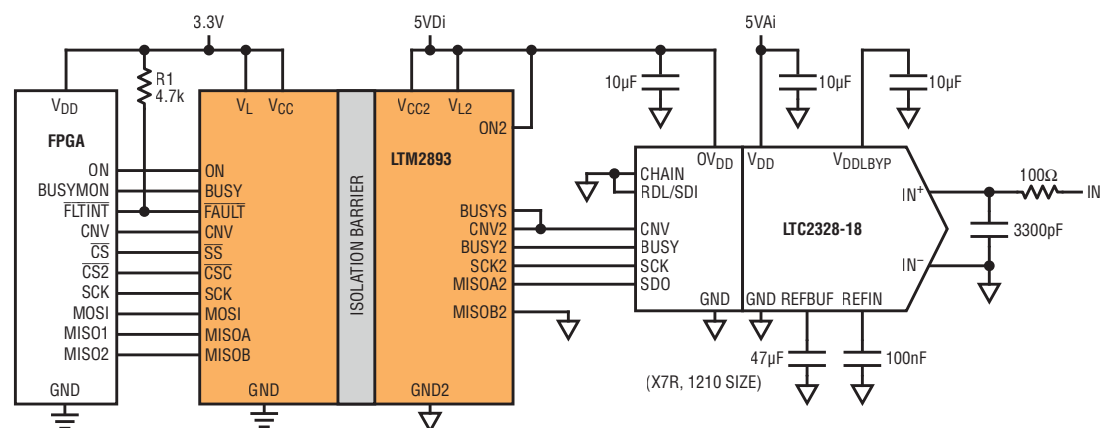 3.3V
5VDi
5VAi
R1
4.7k
10µF
10µF
10µF
VDD
FPGA
ON
BUSYMON
FLTINT
CNV
CS
CS2
SCK
MOSI
MISO1
MISO2
GND
VL
VCC
ON
BUSY
FAULT
CNV
SS
CSC
SCK
MOSI
MISOA
MISOB
GND
ISOLATION BARRIER
VCC2
VL2
ON2
LTM2893
BUSYS
CNV2
BUSY2
SCK2
MISOA2
MISOB2
GND2
CHAIN
RDL/SDI
OVDD
CNV
BUSY
SCK
SDO
GND
VDD
VDDLBYP
LTC2328-18
IN+
IN−
GND
REFBUF
REFIN
100Ω
IN
3300pF
47µF
(X7R, 1210 SIZE)
100nF